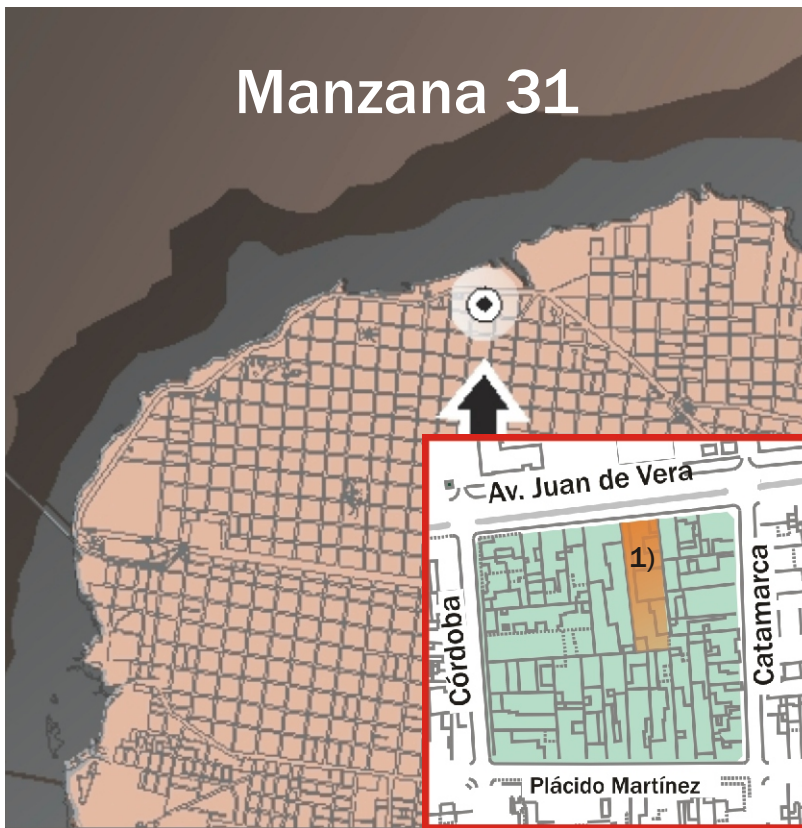 Manzana 31
Av. Juan de Vera
1)
Córdoba
Catamarca
Plácido Martínez